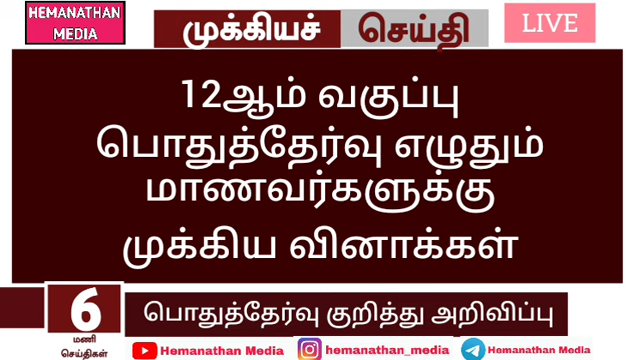 HEMANATHAN
MEDIA
முக்கியச் செய்தி
LIVE
12ஆம் வகுப்பு
பொதுத்தேர்வு எழுதும்
மாணவர்களுக்கு
முக்கிய வினாக்கள்
6
மணி
செய்திகள்
பொதுத்தேர்வு குறித்து அறிவிப்பு
Hemanathan Media
hemanathan_media
Hemanathan Media